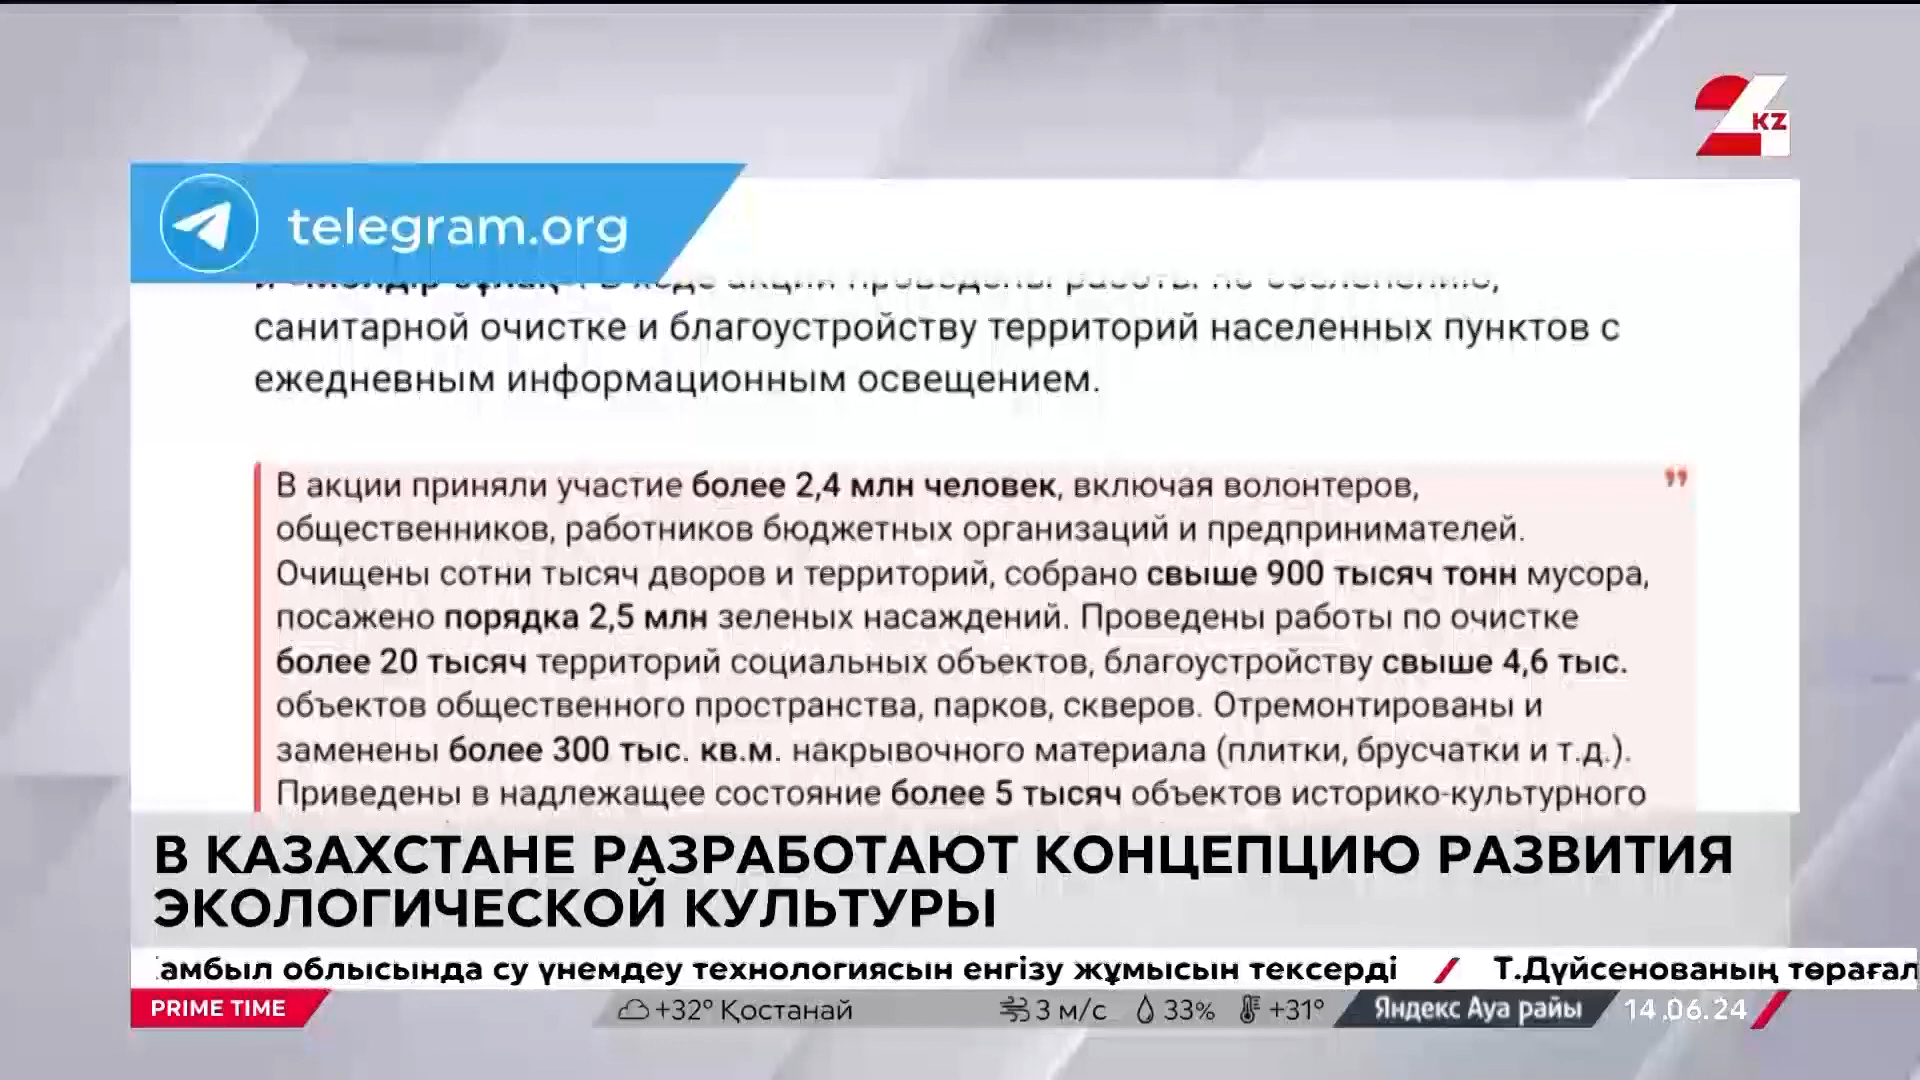 24 KZ
telegram.org
санитарной очистке и благоустройству территорий населенных пунктов с
ежедневным информационным освещением.
В акции приняли участие более 2,4 млн человек, включая волонтеров,
общественников, работников бюджетных организаций и предпринимателей.
Очищены сотни тысяч дворов и территорий, собрано свыше 900 тысяч тонн мусора,
посажено порядка 2,5 млн зеленых насаждений. Проведены работы по очистке
более 20 тысяч территорий социальных объектов, благоустройству свыше 4,6 тыс.
объектов общественного пространства, парков, скверов. Отремонтированы и
заменены более 300 тыс. кв.м. накрывочного материала (плитки, брусчатки и т.д.).
Приведены в надлежащее состояние более 5 тысяч объектов историко-культурного
В КАЗАХСТАНЕ РАЗРАБОТАЮТ КОНЦЕПЦИЮ РАЗВИТИЯ
ЭКОЛОГИЧЕСКОЙ КУЛЬТУРЫ
амбыл облысында су үнемдеу технологиясын енгізу жұмысын тексерді / Т.Дүйсенованың төрағал
PRIME TIME +32° Қостанай 3 м/с 33% +31° Яндекс Ауа райы 14.06.24